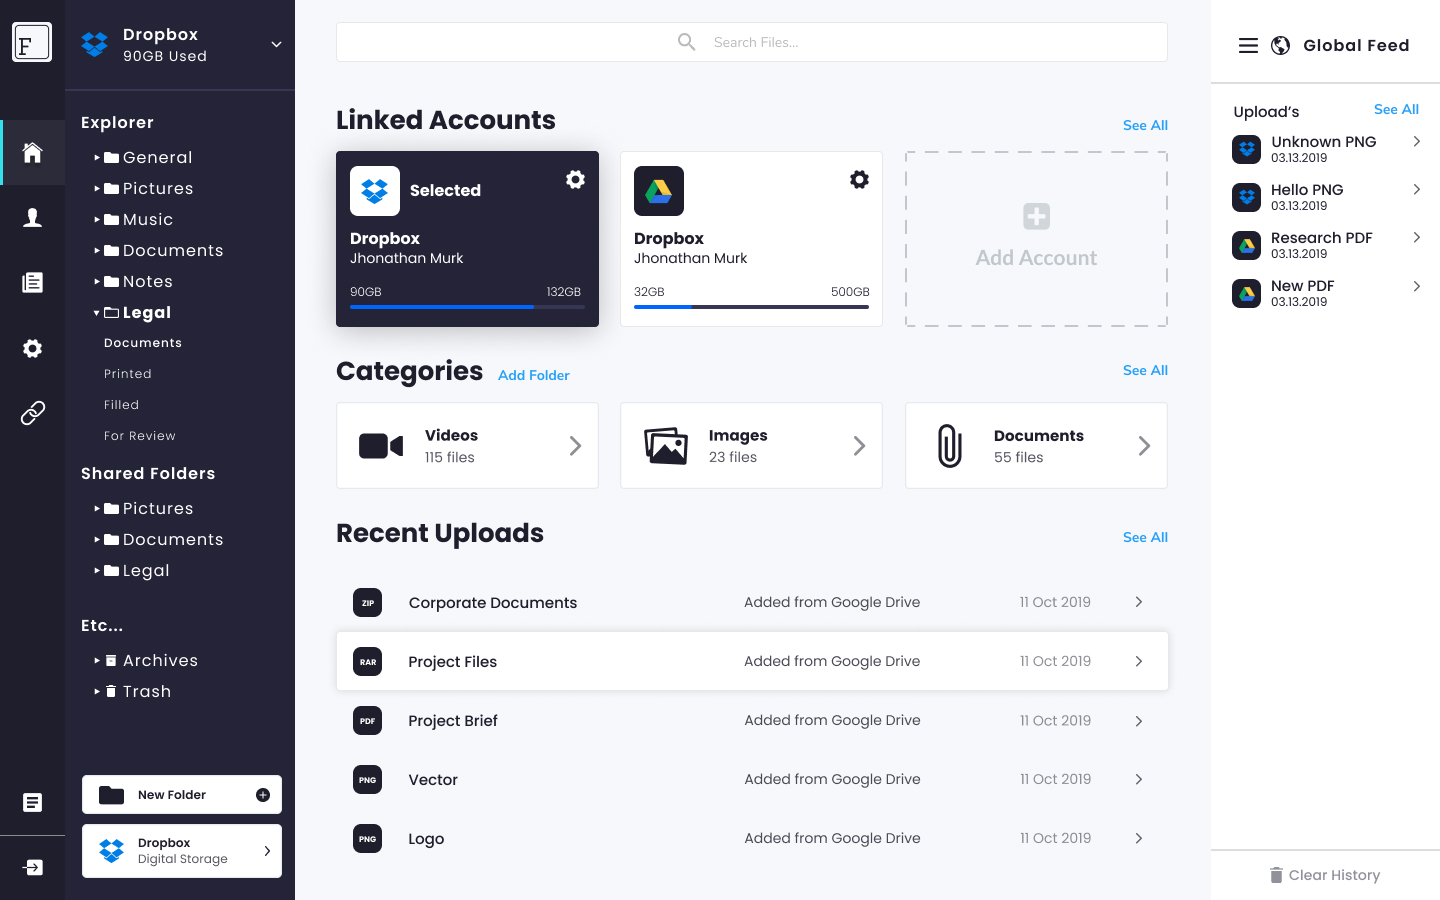 F
Dropbox
90GB Used
Explorer
General
Pictures
Music
Documents
Notes
Legal
Documents
Printed
Filled
For Review
Shared Folders
Pictures
Documents
Legal
Etc...
Archives
Trash
New Folder
Dropbox
Digital Storage
Search Files...
Linked Accounts
See All
Selected
Dropbox
Jhonathan Murk
90GB 132GB
Dropbox
Jhonathan Murk
32GB 500GB
Add Account
Categories Add Folder See All
Videos
115 files
Images
23 files
Documents
55 files
Recent Uploads
See All
ZIP Corporate Documents Added from Google Drive 11 Oct 2019
RAR Project Files Added from Google Drive 11 Oct 2019
PDF Project Brief Added from Google Drive 11 Oct 2019
PNG Vector Added from Google Drive 11 Oct 2019
PNG Logo Added from Google Drive 11 Oct 2019
Global Feed
Upload's See All
Unknown PNG
03.13.2019
Hello PNG
03.13.2019
Research PDF
03.13.2019
New PDF
03.13.2019
Clear History